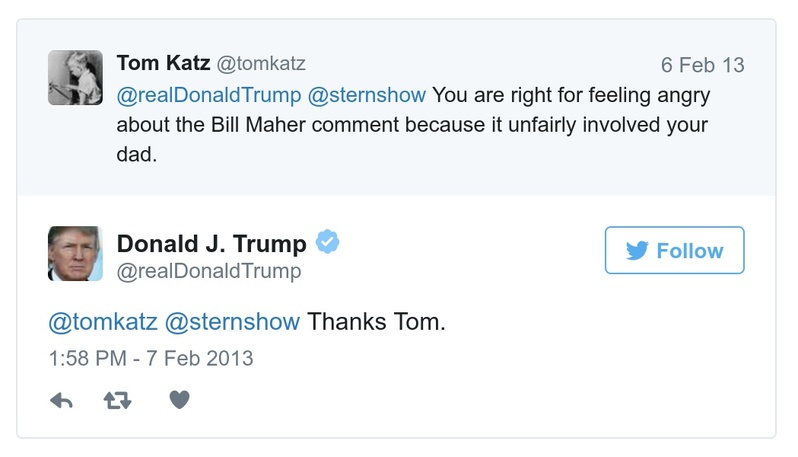 Tom Katz @tomkatz 6 Feb 13
@realDonaldTrump @sternshow You are right for feeling angry
about the Bill Maher comment because it unfairly involved your
dad.
Donald J. Trump Follow
@realDonaldTrump
@tomkatz @sternshow Thanks Tom.
1:58 PM - 7 Feb 2013